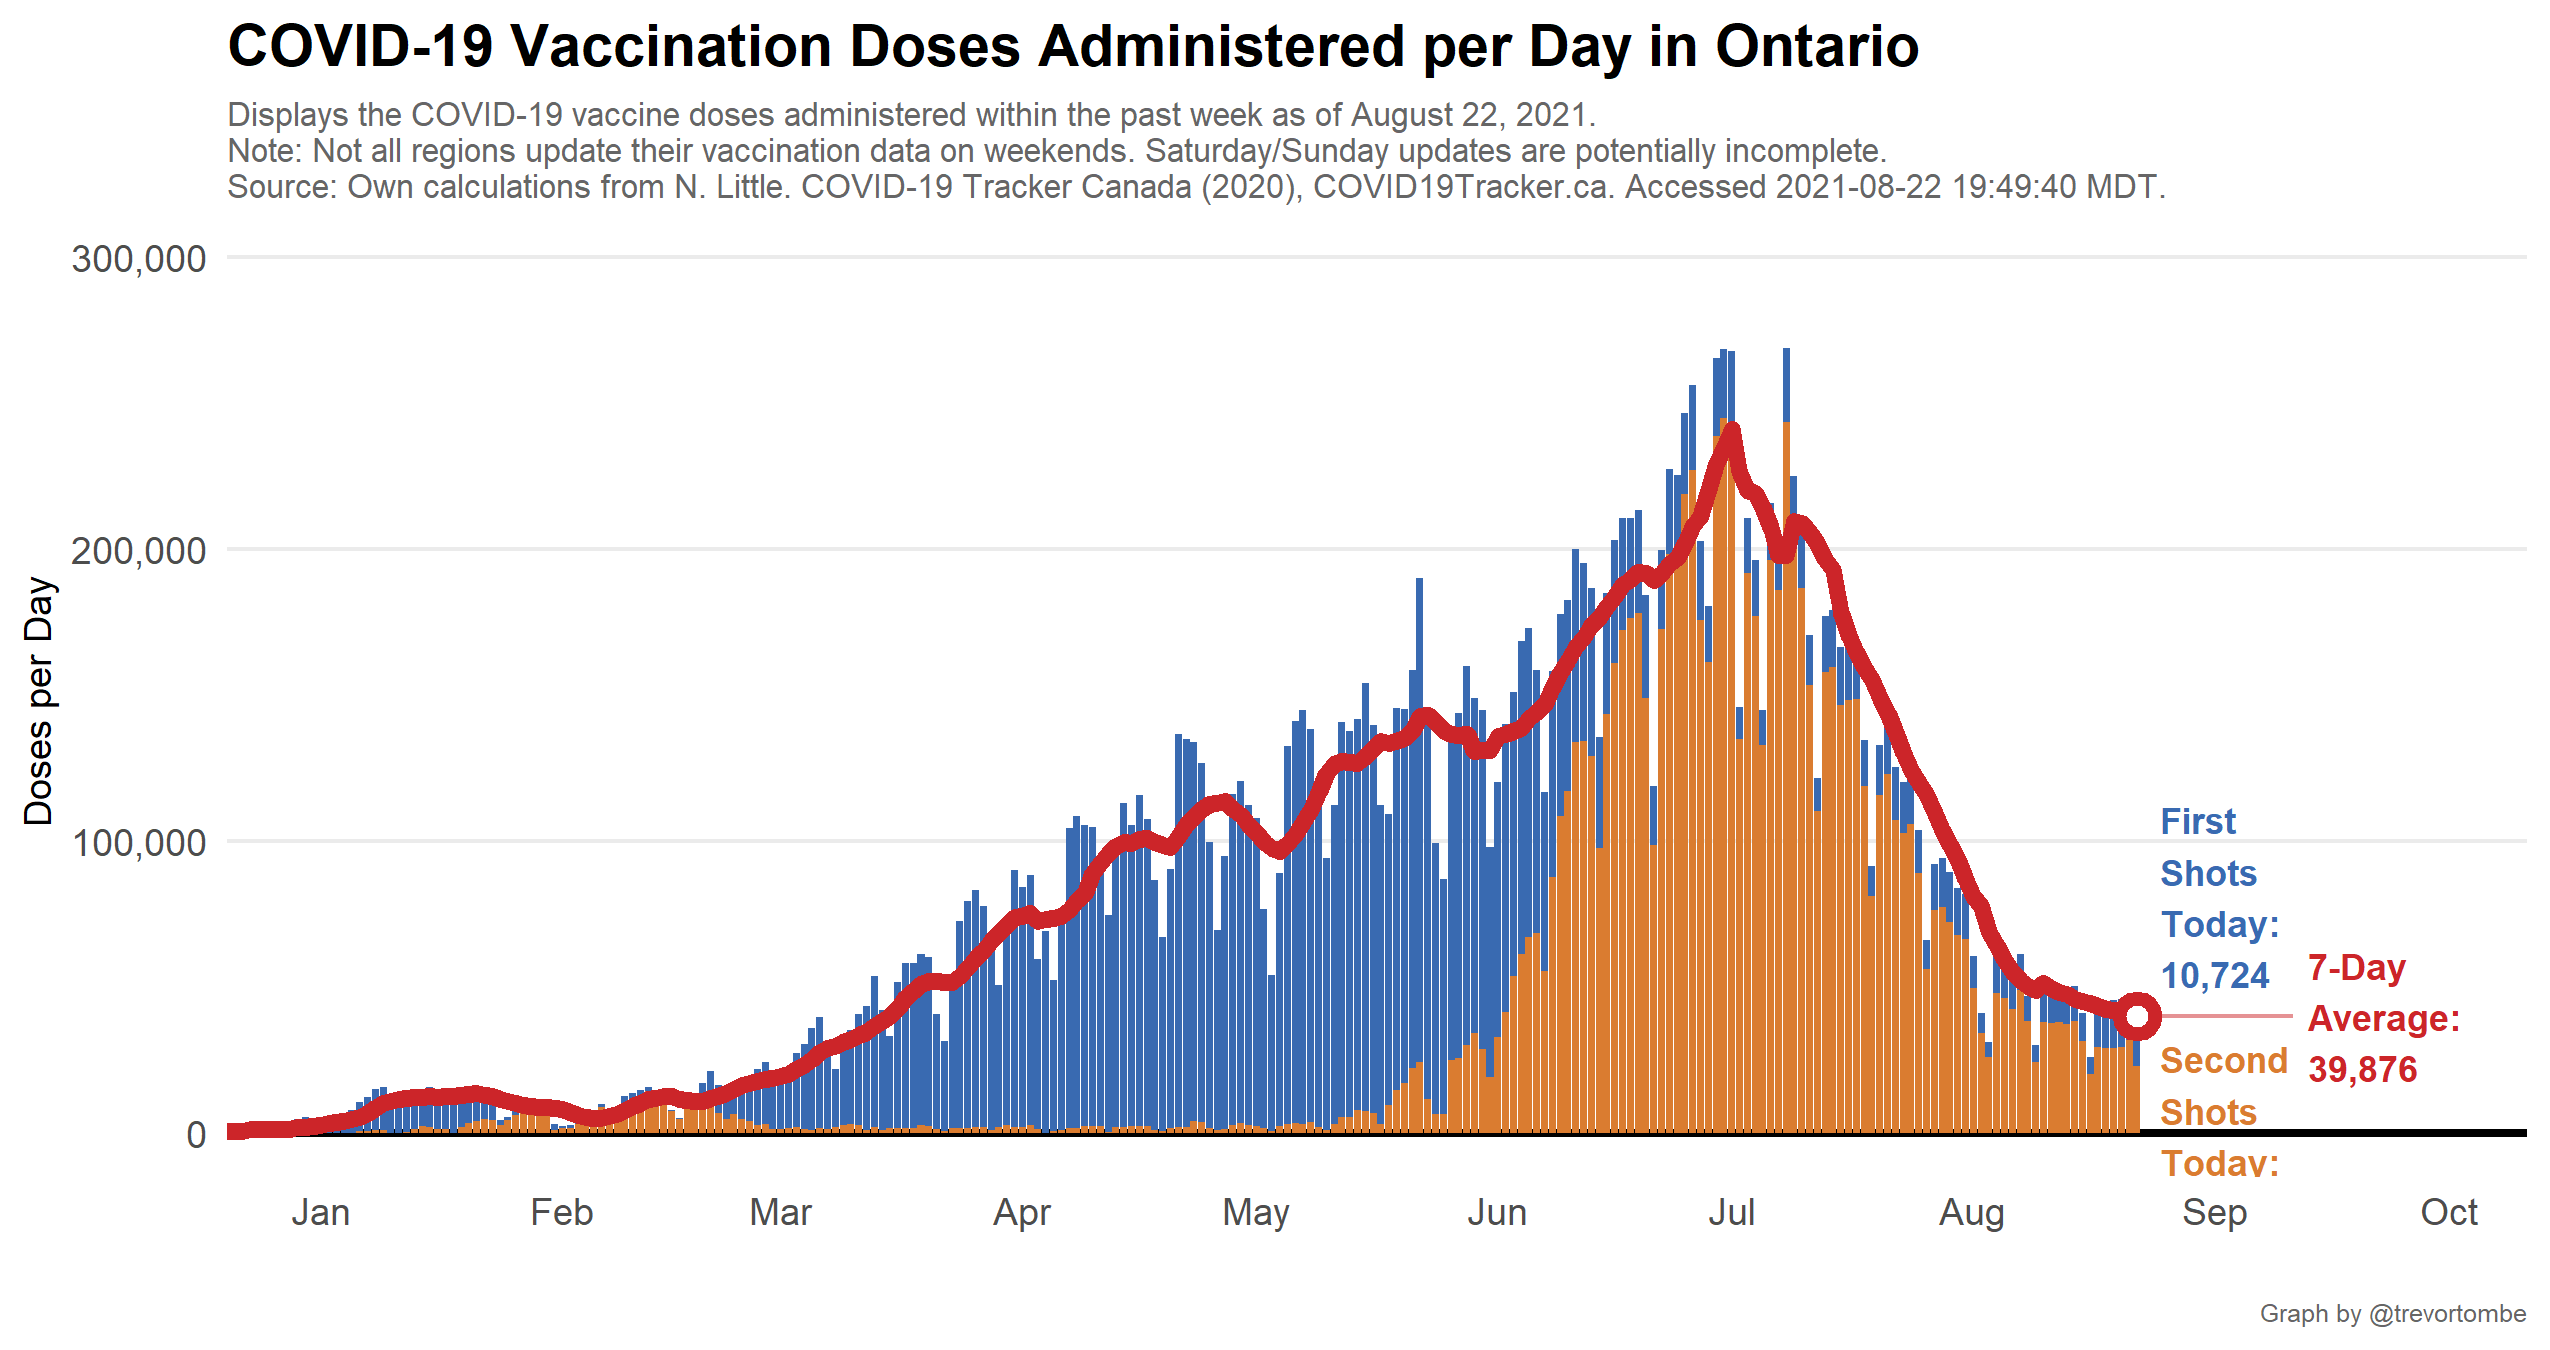 COVID-19 Vaccination Doses Administered per Day in Ontario
Displays the COVID-19 vaccine doses administered within the past week as of August 22, 2021.
Note: Not all regions update their vaccination data on weekends. Saturday/Sunday updates are potentially incomplete.
Source: Own calculations from N. Little. COVID-19 Tracker Canada (2020), COVID19Tracker.ca. Accessed 2021-08-22 19:49:40 MDT.
300,000
200,000
100,000
0
Doses per Day
First
Shots
Today:
10,724
7-Day
Average:
39,876
Second
Shots
Today:
Jan
Feb
Mar
Apr
May
Jun
Jul
Aug
Sep
Oct
Graph by @trevortombe